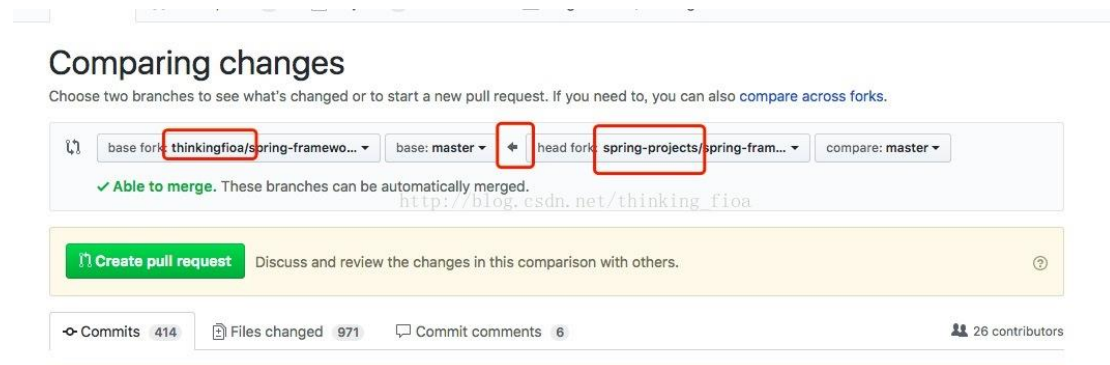 Comparing changes
Choose two branches to see what's changed or to start a new pull request. If you need to, you can also compare across forks.
base fork: thinkingfioa/spring-framewo... base: master head fork: spring-projects/spring-fram... compare: master
Able to merge. These branches can be automatically merged.
http://blog.csdn.net/thinking_fioa
Create pull request Discuss and review the changes in this comparison with others.
Commits 414 Files changed 971 Commit comments 6 26 contributors